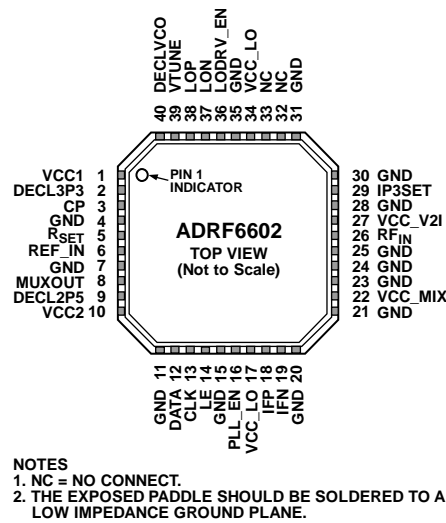 DECLVCO
VTUNE
LOP
LON
LODRV_EN
GND
VCC_LO
NC
NC
GND
40
39
38
37
36
35
34
33
32
31
VCC1 1
DECL3P3 2
CP 3
GND 4
RSET 5
REF_IN 6
GND 7
MUXOUT 8
DECL2P5 9
VCC2 10
PIN 1
INDICATOR
ADRF6602
TOP VIEW
(Not to Scale)
30 GND
29 IP3SET
28 GND
27 VCC_V2I
26 RFIN
25 GND
24 GND
23 GND
22 VCC_MIX
21 GND
GND 11
DATA 12
CLK 13
LE 14
GND 15
PLL_EN 16
VCC_LO 17
IFP 18
IFN 19
GND 20
NOTES
1. NC = NO CONNECT.
2. THE EXPOSED PADDLE SHOULD BE SOLDERED TO A
LOW IMPEDANCE GROUND PLANE.